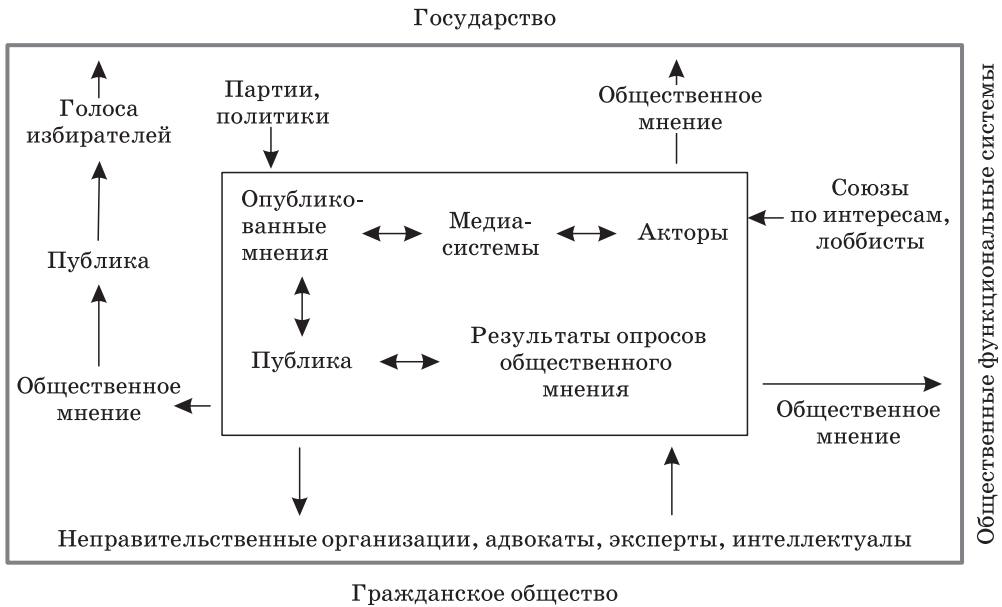 Государство
Партии,
политики
Голоса
избирателей
Общественное
мнение
Союзы
по интересам,
лоббисты
Опублико-
ванные
мнения
Медиа-
системы
Акторы
Публика
Публика
Результаты опросов
общественного
мнения
Общественное
мнение
Общественное
мнение
Неправительственные организации, адвокаты, эксперты, интеллектуалы
Гражданское общество
Общественные функциональные системы